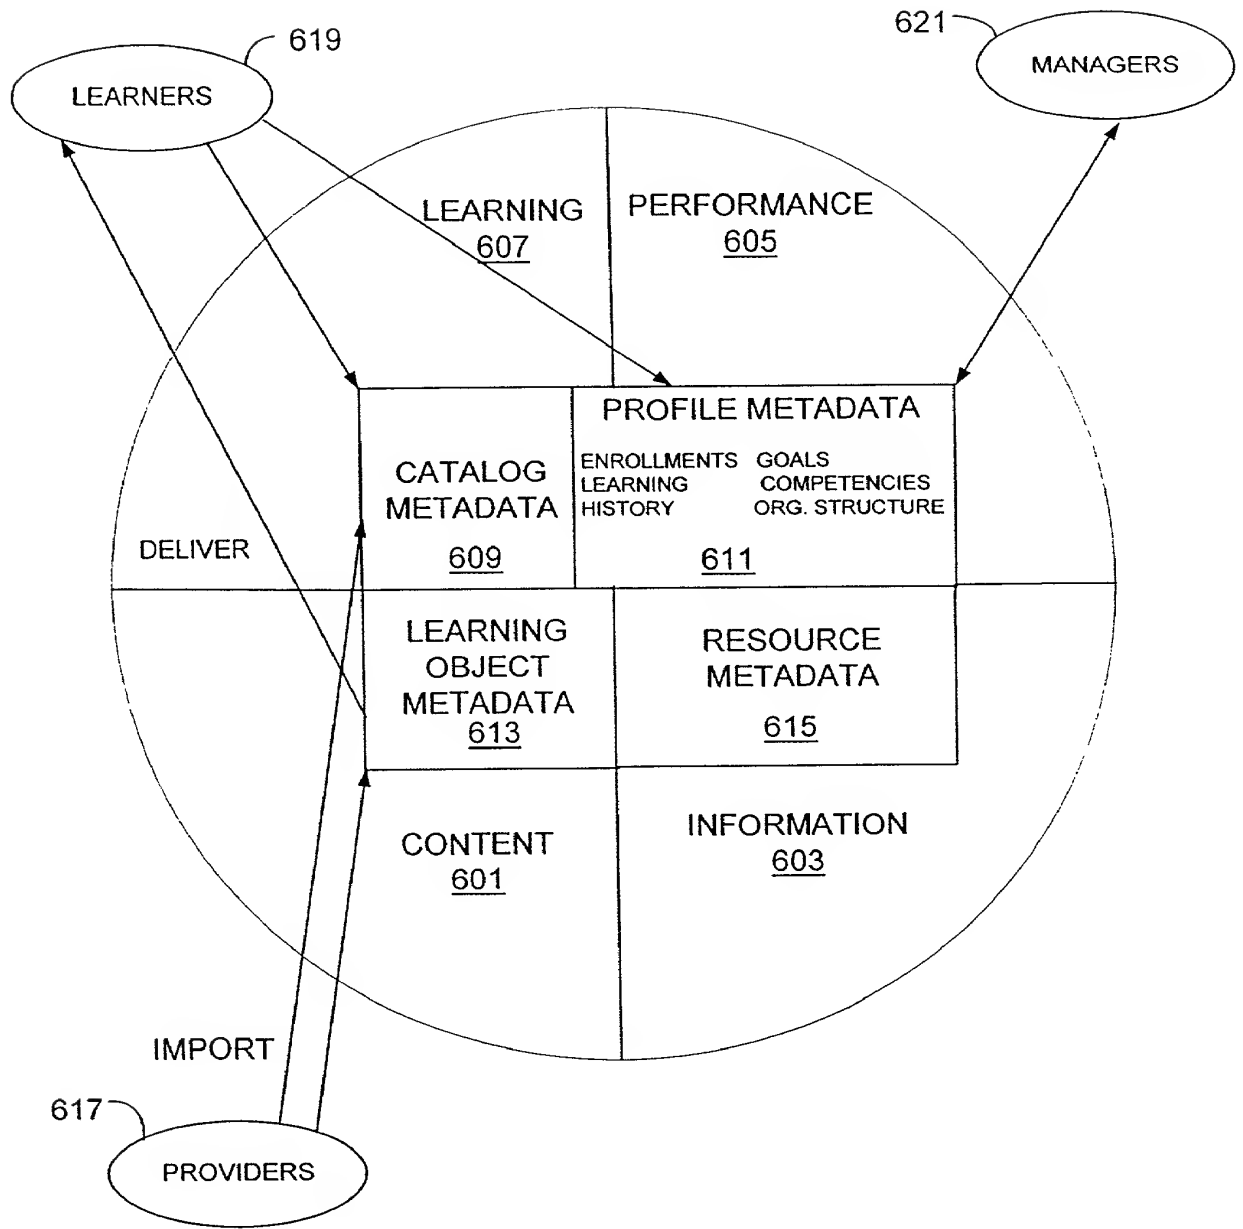 619
LEARNERS
621
MANAGERS
LEARNING
607
PERFORMANCE
605
CATALOG
METADATA
609
PROFILE METADATA
ENROLLMENTS GOALS
LEARNING COMPETENCIES
HISTORY ORG. STRUCTURE
611
DELIVER
LEARNING
OBJECT
METADATA
613
RESOURCE
METADATA
615
CONTENT
601
INFORMATION
603
IMPORT
617
PROVIDERS